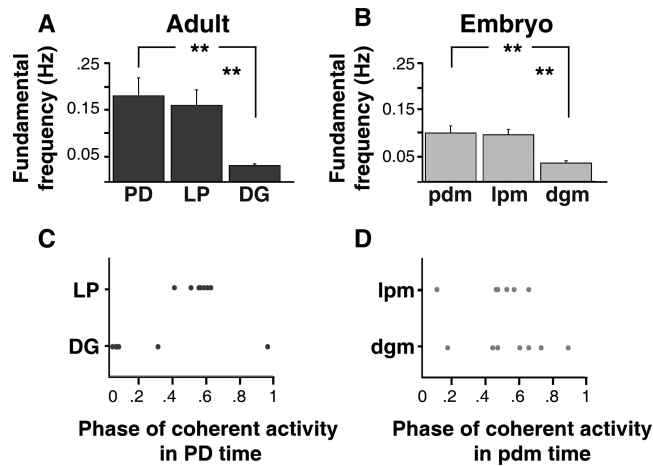 A
Adult
Fundamental
frequency (Hz)
.25
0.15
0.05
**
**
PD LP DG
B
Embryo
Fundamental
frequency (Hz)
.25
0.15
0.05
**
**
pdm lpm dgm
C
LP
DG
0 .2 .4 .6 .8 1
Phase of coherent activity
in PD time
D
lpm
dgm
0 .2 .4 .6 .8 1
Phase of coherent activity
in pdm time